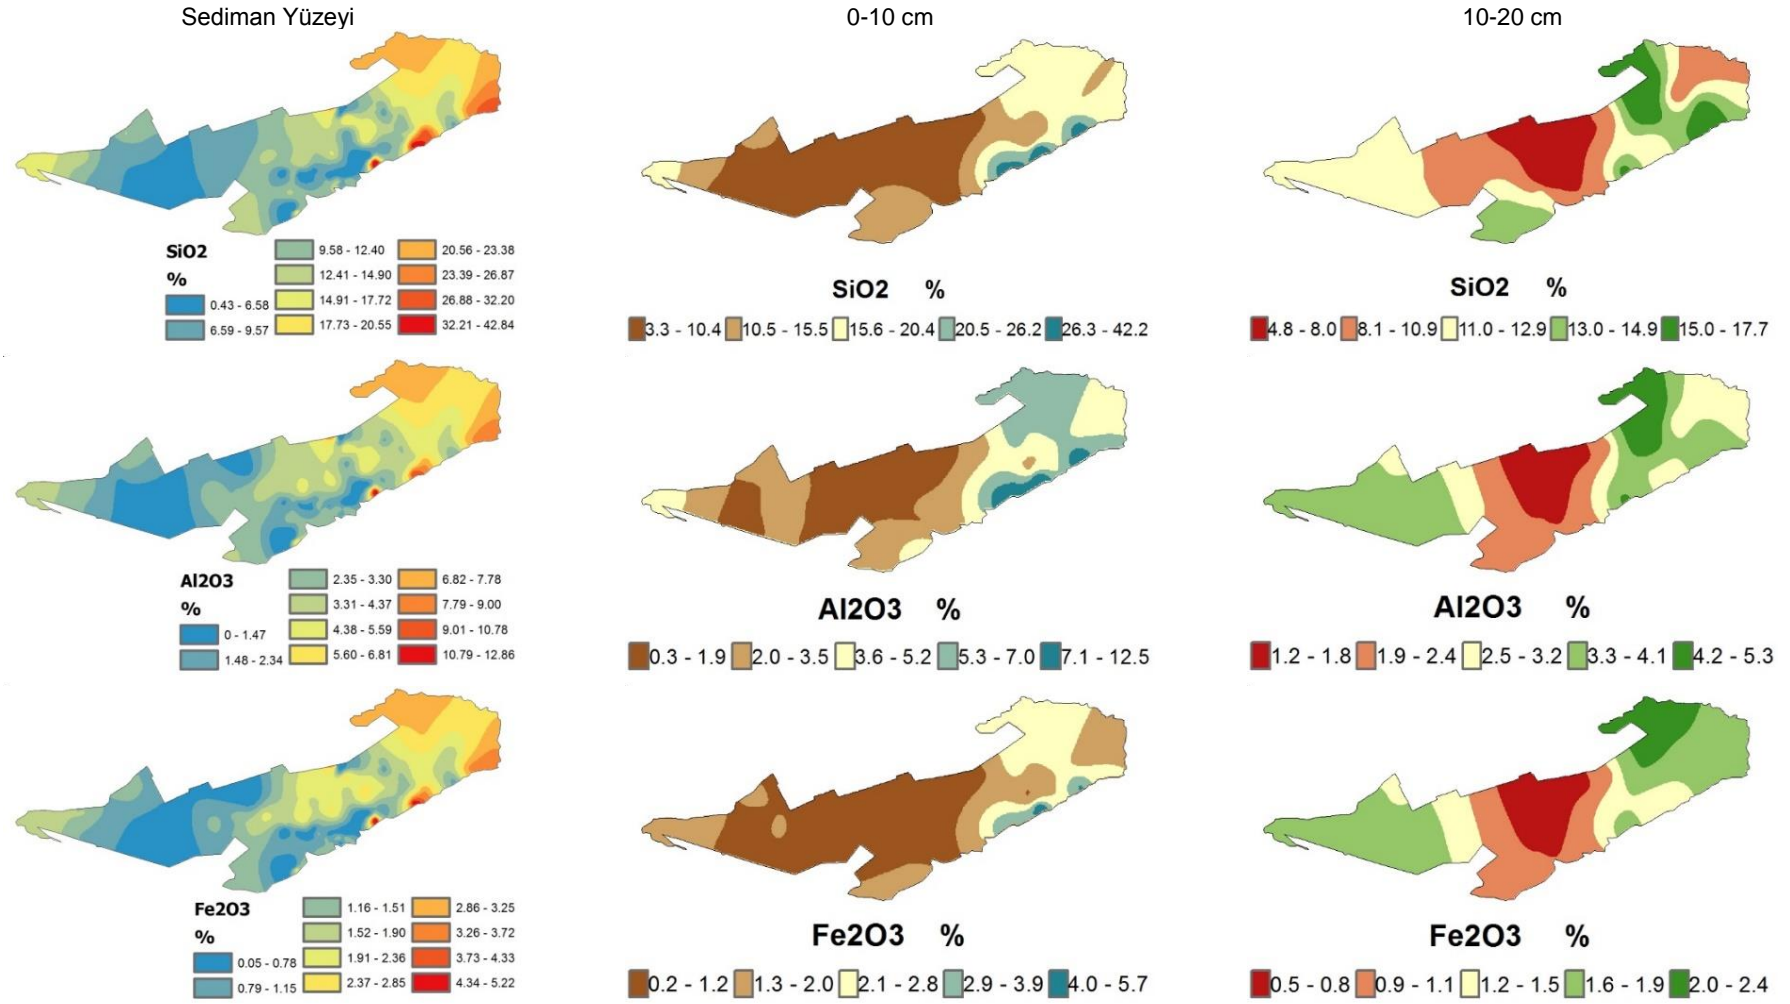 Sediman Yüzeyi
0-10 cm
10-20 cm
SiO2
%
0.43 - 6.58
6.59 - 9.57
9.58 - 12.40
12.41 - 14.90
14.91 - 17.72
17.73 - 20.55
20.56 - 23.38
23.39 - 26.87
26.88 - 32.20
32.21 - 42.84
SiO2 %
3.3 - 10.4 10.5 - 15.5 15.6 - 20.4 20.5 - 26.2 26.3 - 42.2
SiO2 %
4.8 - 8.0 8.1 - 10.9 11.0 - 12.9 13.0 - 14.9 15.0 - 17.7
Al2O3
%
0 - 1.47
1.48 - 2.34
2.35 - 3.30
3.31 - 4.37
4.38 - 5.59
5.60 - 6.81
6.82 - 7.78
7.79 - 9.00
9.01 - 10.78
10.79 - 12.86
Al2O3 %
0.3 - 1.9 2.0 - 3.5 3.6 - 5.2 5.3 - 7.0 7.1 - 12.5
Al2O3 %
1.2 - 1.8 1.9 - 2.4 2.5 - 3.2 3.3 - 4.1 4.2 - 5.3
Fe2O3
%
0.05 - 0.78
0.79 - 1.15
1.16 - 1.51
1.52 - 1.90
1.91 - 2.36
2.37 - 2.85
2.86 - 3.25
3.26 - 3.72
3.73 - 4.33
4.34 - 5.22
Fe2O3 %
0.2 - 1.2 1.3 - 2.0 2.1 - 2.8 2.9 - 3.9 4.0 - 5.7
Fe2O3 %
0.5 - 0.8 0.9 - 1.1 1.2 - 1.5 1.6 - 1.9 2.0 - 2.4